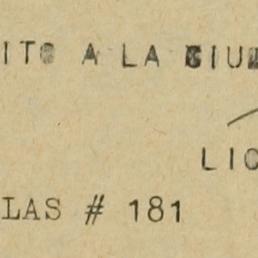 ITO A LA CIU
LIC
LAS # 181